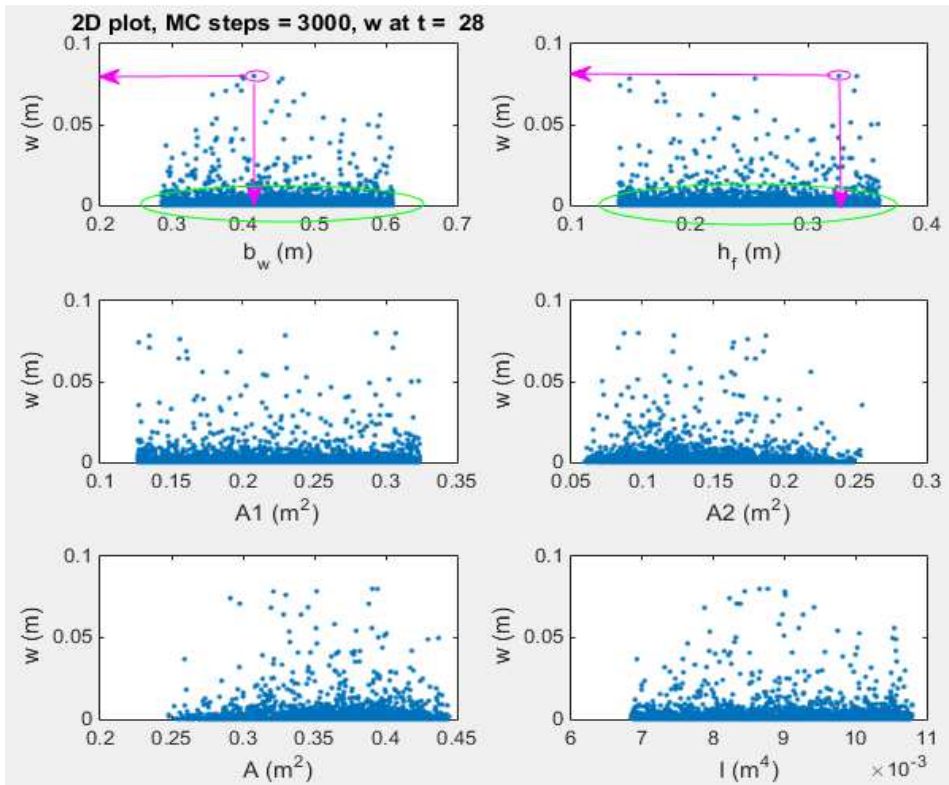 2D plot, MC steps = 3000, w at t = 28
0.1
0.05
0
w (m)
0.2 0.3 0.4 0.5 0.6 0.7
b_w (m)
0.1
0.05
0
w (m)
0.1 0.2 0.3 0.4
h_f (m)
0.1
0.05
0
w (m)
0.1 0.15 0.2 0.25 0.3 0.35
A1 (m²)
0.1
0.05
0
w (m)
0.05 0.1 0.15 0.2 0.25 0.3
A2 (m²)
0.1
0.05
0
w (m)
0.2 0.25 0.3 0.35 0.4 0.45
A (m²)
0.1
0.05
0
w (m)
6 7 8 9 10 11
I (m⁴)
×10⁻³